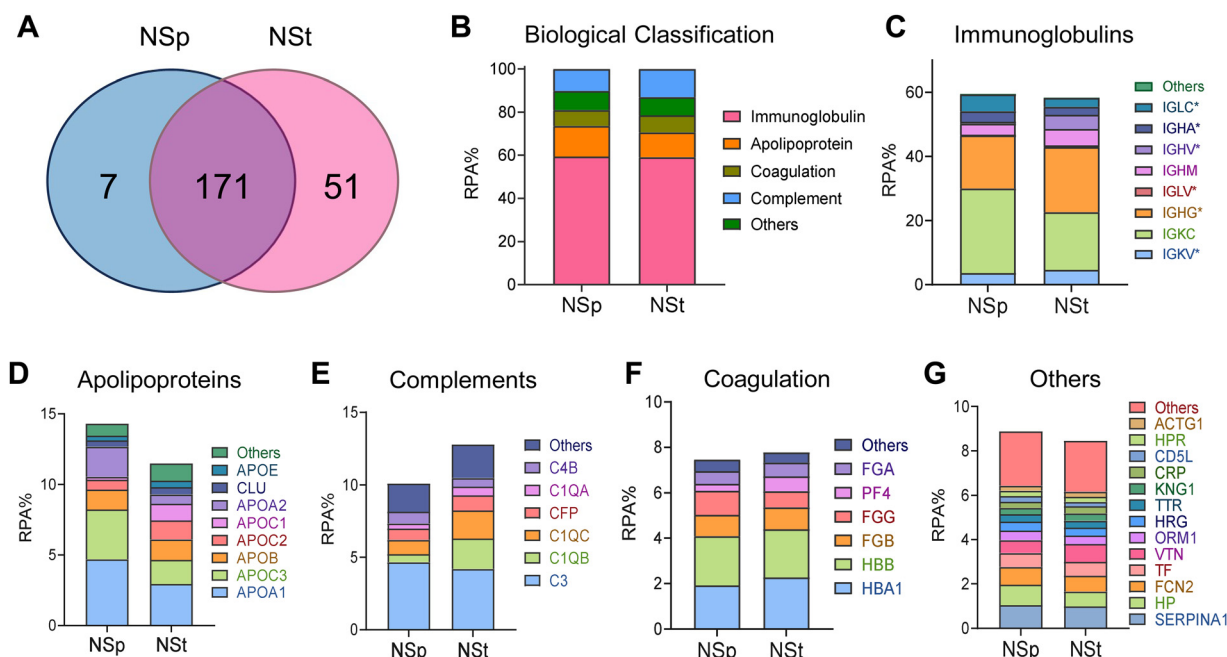 A
NSp
NSt
7
171
51
B
Biological Classification
RPA%
100
80
60
40
20
0
NSp
NSt
Immunoglobulin
Apolipoprotein
Coagulation
Complement
Others
C
Immunoglobulins
RPA%
60
40
20
0
NSp
NSt
Others
IGLC*
IGHA*
IGHV*
IGHM
IGLV*
IGHG*
IGKC
IGKV*
D
Apolipoproteins
RPA%
15
10
5
0
NSp
NSt
Others
APOE
CLU
APOA2
APOC1
APOC2
APOB
APOC3
APOA1
E
Complements
RPA%
15
10
5
0
NSp
NSt
Others
C4B
C1QA
CFP
C1QC
C1QB
C3
F
Coagulation
RPA%
10
8
6
4
2
0
NSp
NSt
Others
FGA
PF4
FGG
FGB
HBB
HBA1
G
Others
RPA%
10
8
6
4
2
0
NSp
NSt
Others
ACTG1
HPR
CD5L
CRP
KNG1
TTR
HRG
ORM1
VTN
TF
FCN2
HP
SERPINA1